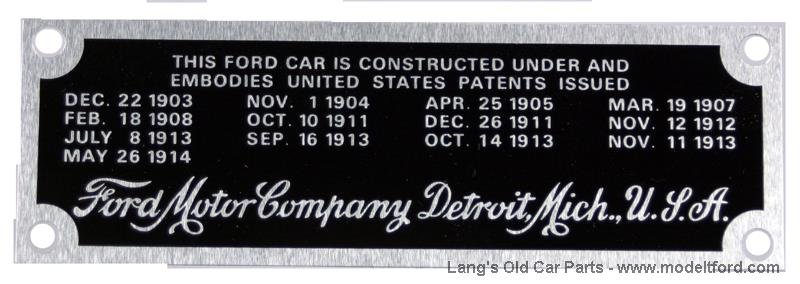 THIS FORD CAR IS CONSTRUCTED UNDER AND
EMBODIES UNITED STATES PATENTS ISSUED
DEC. 22 1903 NOV. 1 1904 APR. 25 1905 MAR. 19 1907
FEB. 18 1908 OCT. 10 1911 DEC. 26 1911 NOV. 12 1912
JULY 8 1913 SEP. 16 1913 OCT. 14 1913 NOV. 11 1913
MAY 26 1914
Ford Motor Company Detroit, Mich., U.S.A.
Lang's Old Car Parts - www.modeltford.com